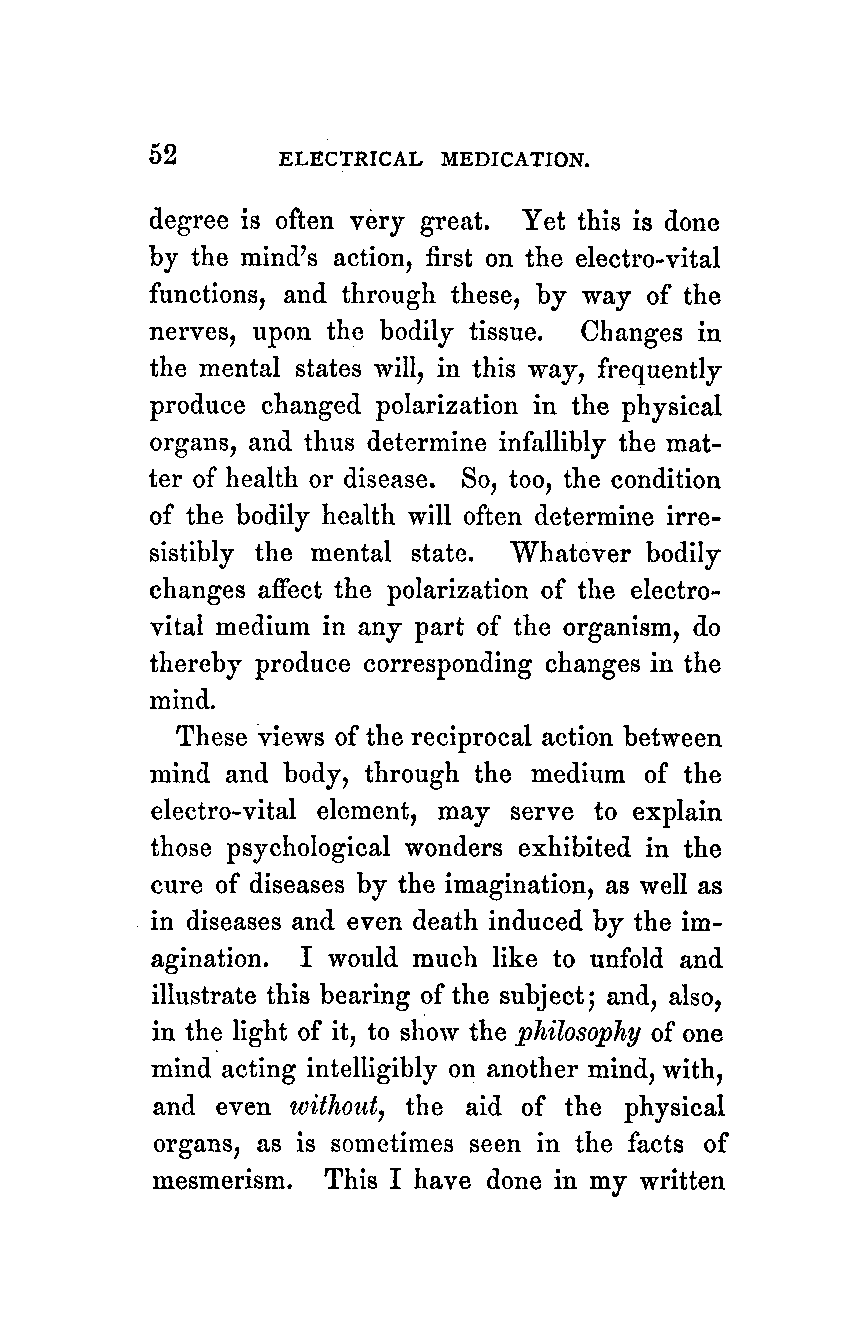 52 ELECTRICAL MEDICATION.
degree is often very great. Yet this is done
by the mind's action, first on the electro-vital
functions, and through these, by way of the
nerves, upon the bodily tissue. Changes in
the mental states will, in this way, frequently
produce changed polarization in the physical
organs, and thus determine infallibly the mat-
ter of health or disease. So, too, the condition
of the bodily health will often determine irre-
sistibly the mental state. Whatever bodily
changes affect the polarization of the electro-
vital medium in any part of the organism, do
thereby produce corresponding changes in the
mind.
These views of the reciprocal action between
mind and body, through the medium of the
electro-vital element, may serve to explain
those psychological wonders exhibited in the
cure of diseases by the imagination, as well as
in diseases and even death induced by the im-
agination. I would much like to unfold and
illustrate this bearing of the subject; and, also,
in the light of it, to show the philosophy of one
mind acting intelligibly on another mind, with,
and even without, the aid of the physical
organs, as is sometimes seen in the facts of
mesmerism. This I have done in my written